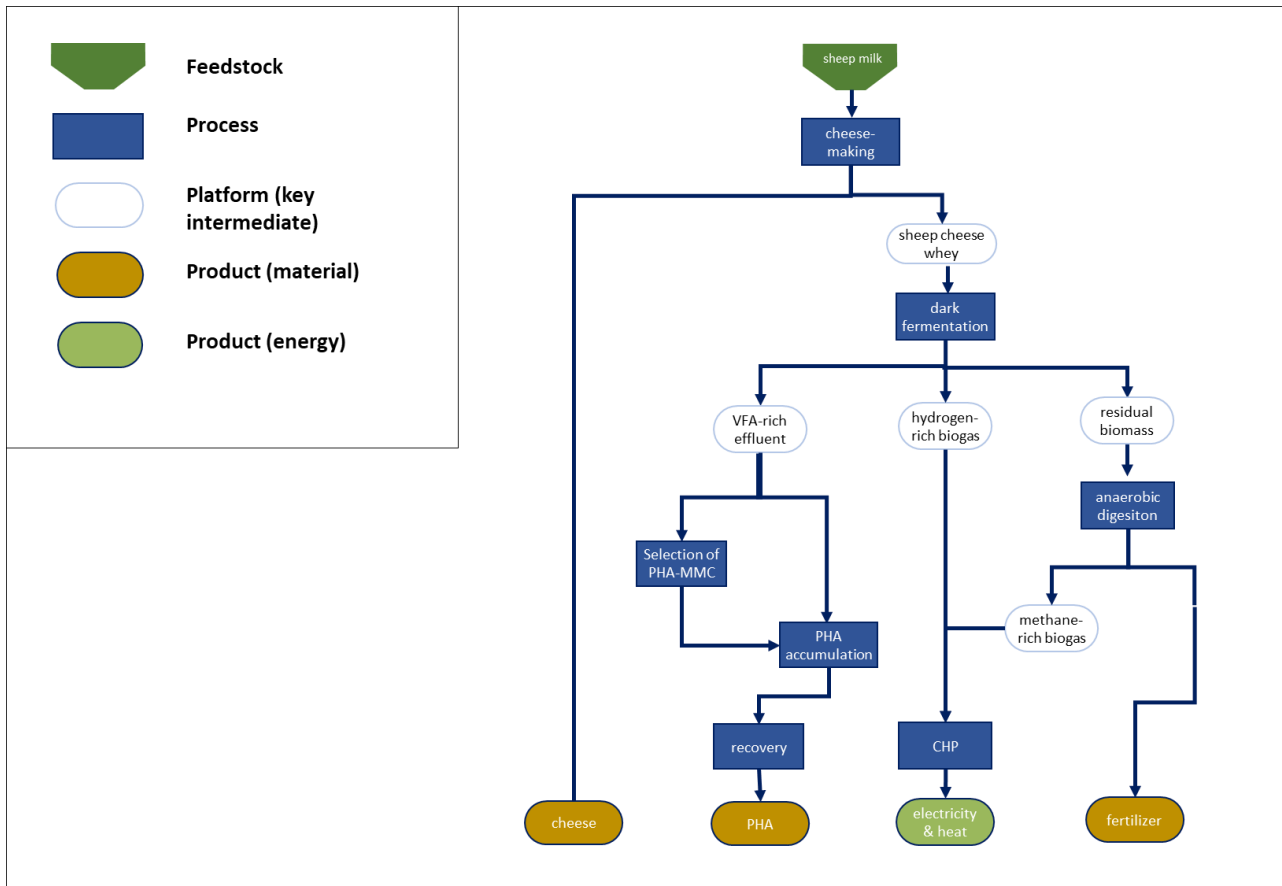 Feedstock
Process
Platform (key
intermediate)
Product (material)
Product (energy)
sheep milk
cheese-
making
sheep cheese
whey
dark
fermentation
VFA-rich
effluent
hydrogen-
rich biogas
residual
biomass
anaerobic
digesiton
Selection of
PHA-MMC
methane-
rich biogas
PHA
accumulation
recovery
CHP
cheese
PHA
electricity
& heat
fertilizer